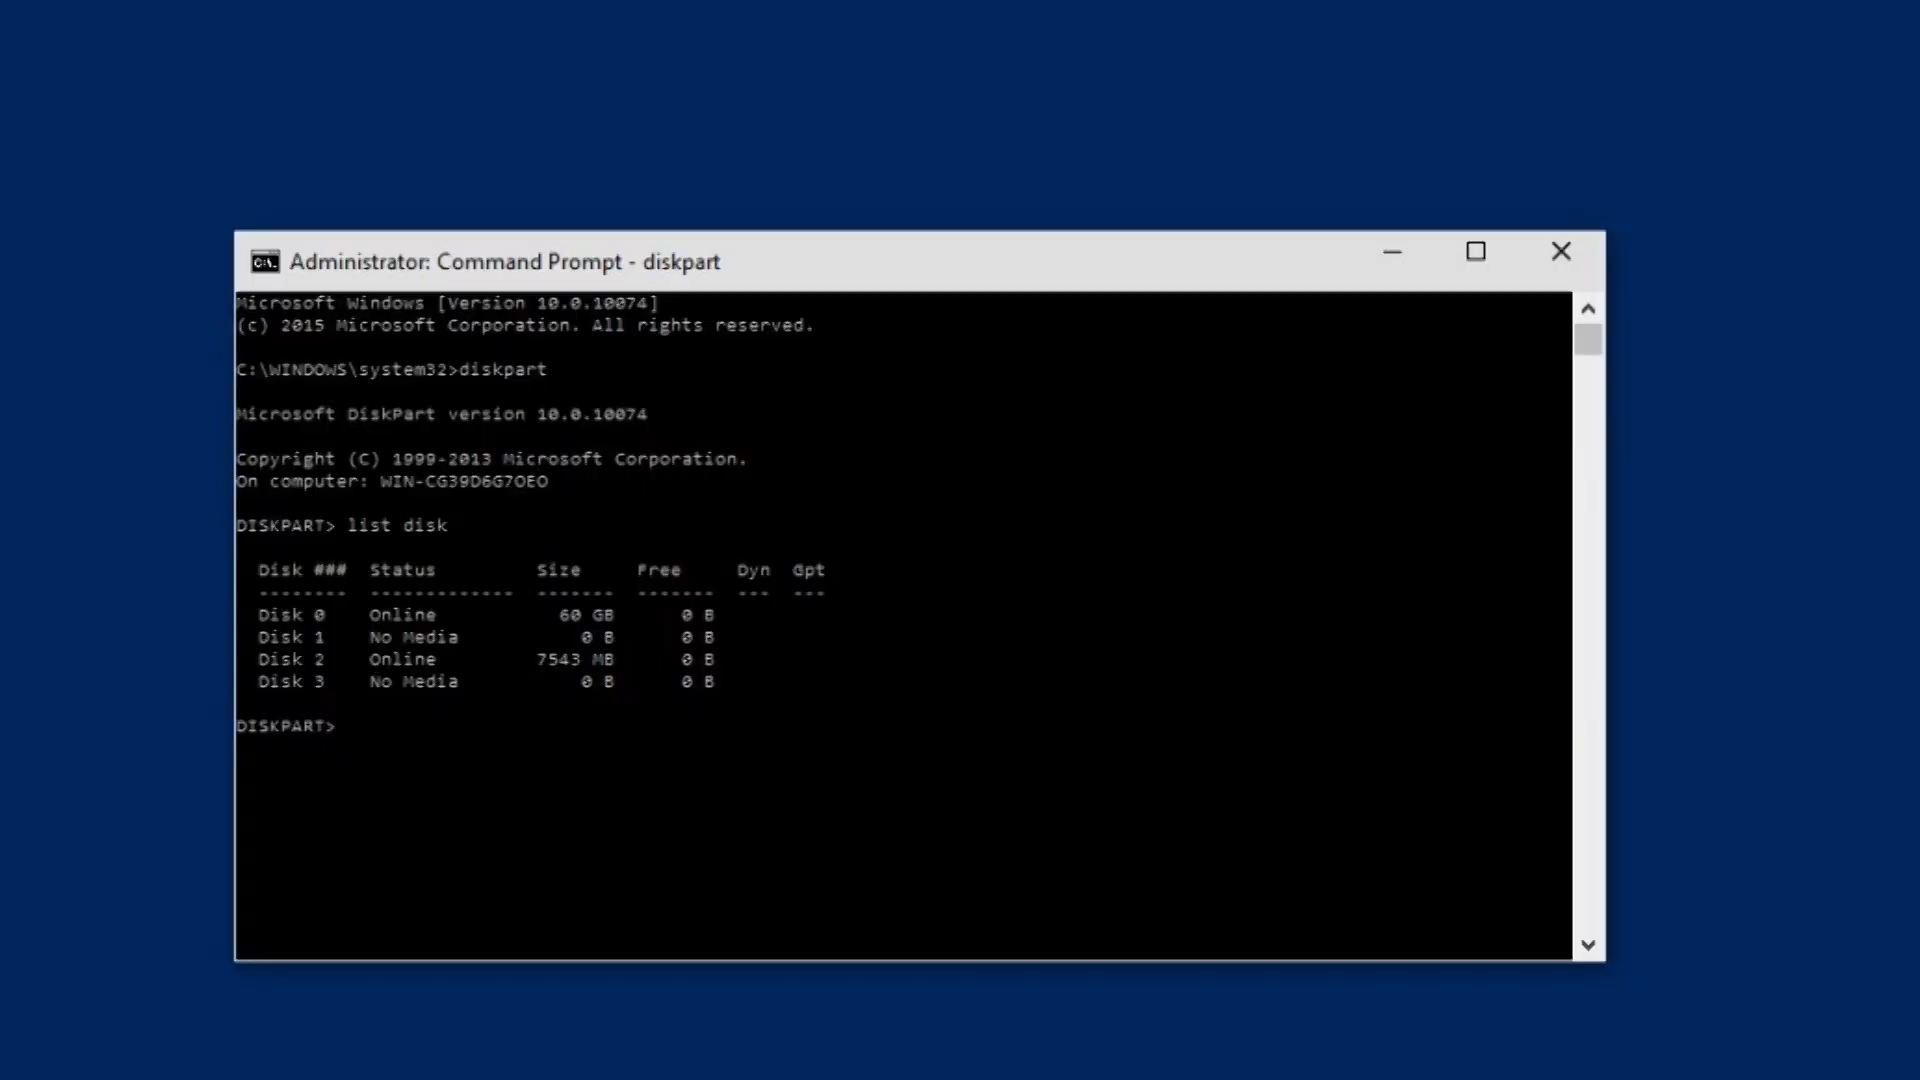 Administrator: Command Prompt - diskpart
Microsoft Windows [Version 10.0.10074]
(c) 2015 Microsoft Corporation. All rights reserved.
C:\WINDOWS\system32>diskpart
Microsoft DiskPart version 10.0.10074
Copyright (C) 1999-2013 Microsoft Corporation.
On computer: WIN-CG39D6G7OEO
DISKPART> list disk
Disk ###  Status         Size     Free     Dyn  Gpt
--------  -------------  -------  -------  ---  ---
Disk 0    Online           60 GB      0 B
Disk 1    No Media           0 B      0 B
Disk 2    Online         7543 MB      0 B
Disk 3    No Media           0 B      0 B
DISKPART>